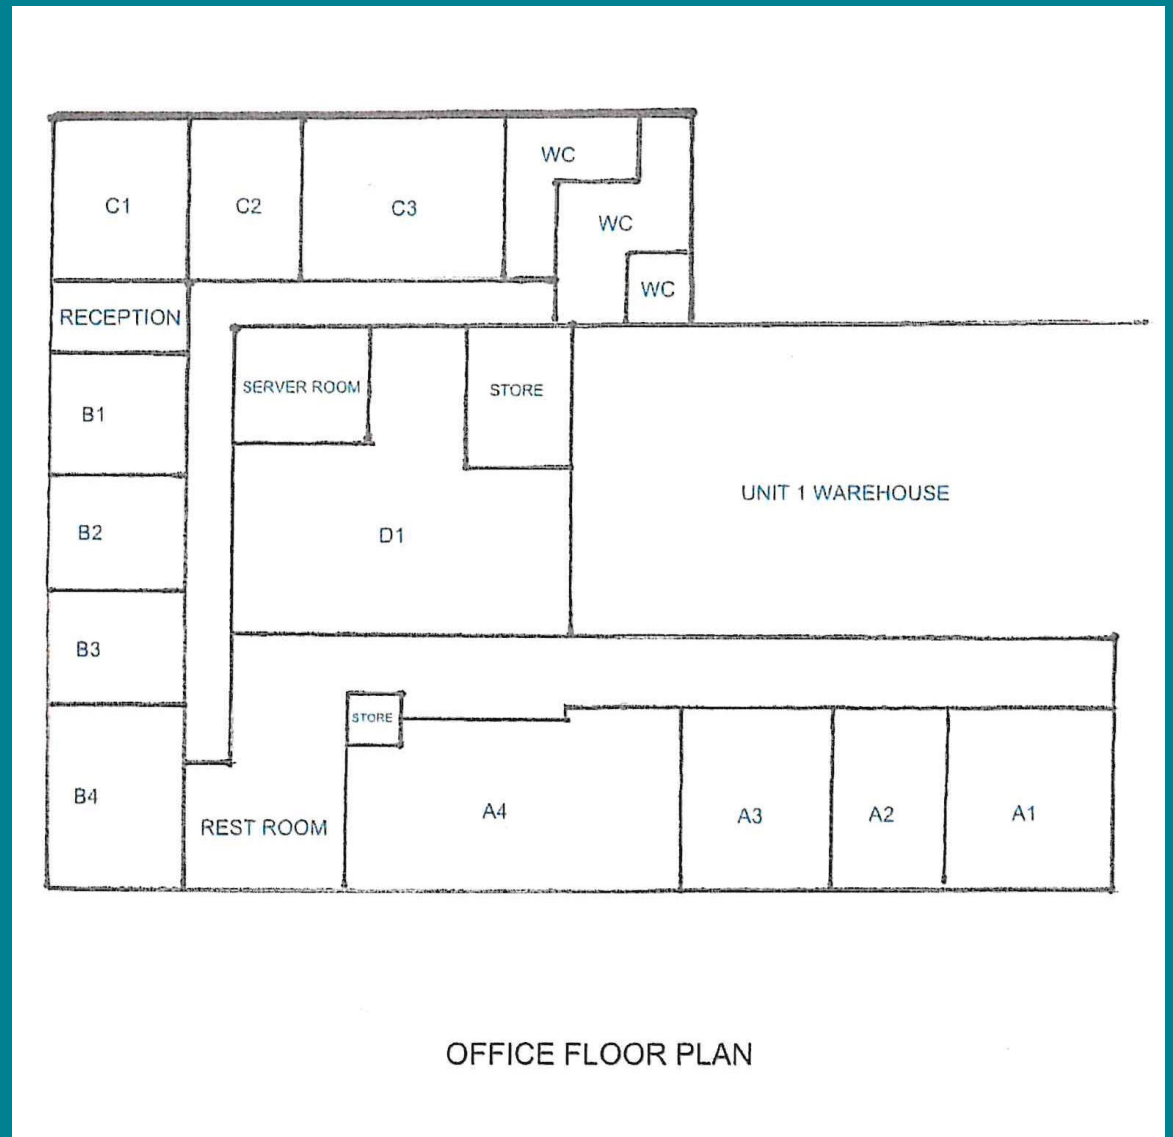 WC
C1
C2
C3
WC
WC
RECEPTION
SERVER ROOM
STORE
B1
UNIT 1 WAREHOUSE
B2
D1
B3
STORE
B4
REST ROOM
A4
A3
A2
A1
OFFICE FLOOR PLAN